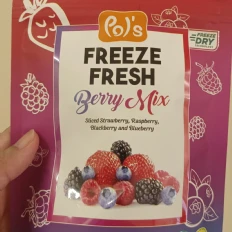 Pol's
FREEZE
DRY
FREEZE
FRESH
Berry Mix
Sliced Strawberry, Raspberry,
Blackberry and Blueberry